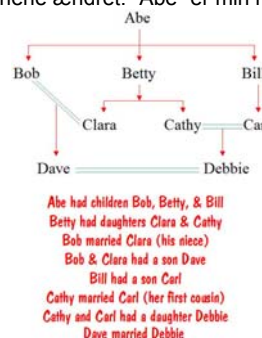 Abe
Bob Betty Bil
Clara Cathy Ca
Dave Debbie
Abe had children Bob, Betty, & Bill
Betty had daughters Clara & Cathy
Bob married Clara (his niece)
Bob & Clara had a son Dave
Bill had a son Carl
Cathy married Carl (her first cousin)
Cathy and Carl had a daughter Debbie
Dave married Debbie